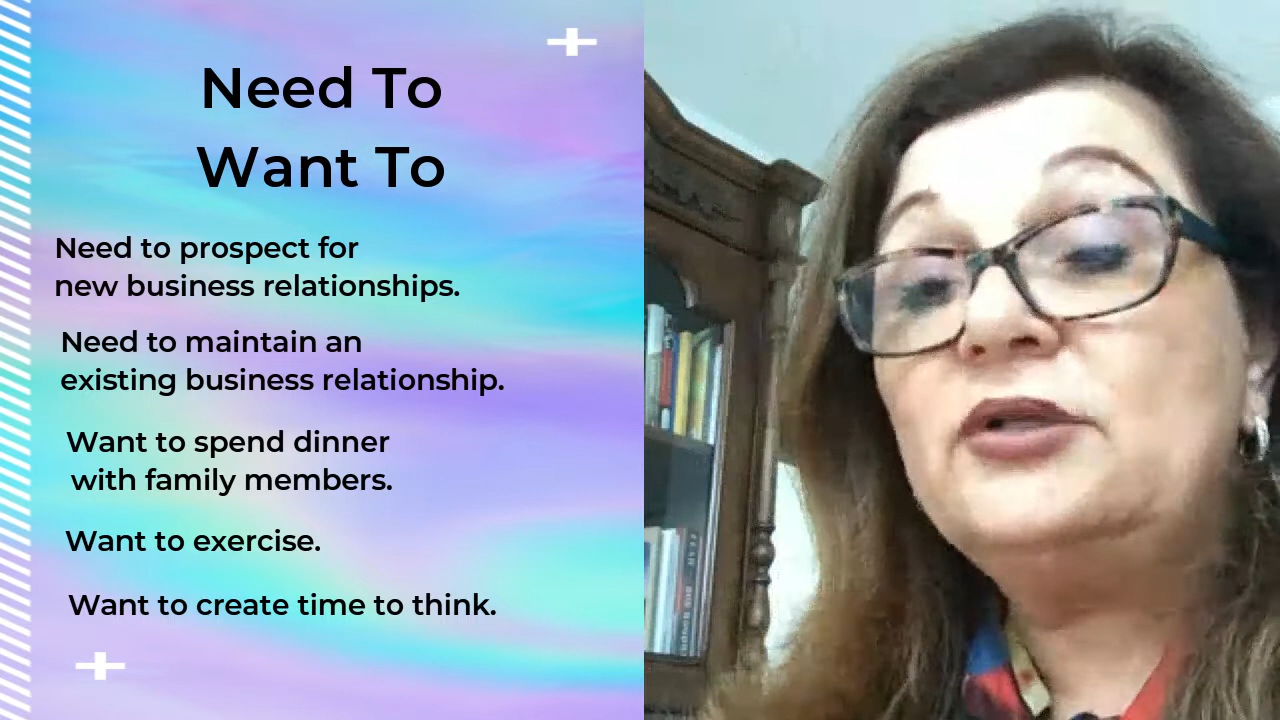 Need To
Want To
Need to prospect for
new business relationships.
Need to maintain an
existing business relationship.
Want to spend dinner
with family members.
Want to exercise.
Want to create time to think.